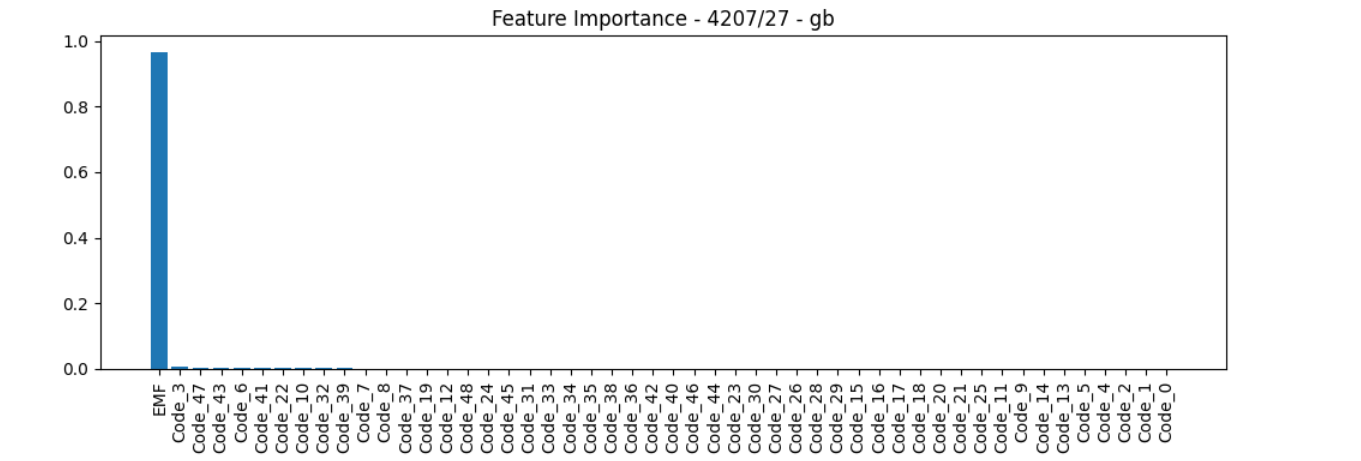 Feature Importance - 4207/27 - gb
1.0
0.8
0.6
0.4
0.2
0.0
EMF
Code_3
Code_47
Code_43
Code_6
Code_41
Code_22
Code_10
Code_32
Code_39
Code_7
Code_8
Code_37
Code_19
Code_12
Code_48
Code_24
Code_45
Code_31
Code_33
Code_34
Code_35
Code_38
Code_36
Code_42
Code_40
Code_46
Code_44
Code_23
Code_30
Code_27
Code_26
Code_28
Code_29
Code_15
Code_16
Code_17
Code_18
Code_20
Code_21
Code_25
Code_11
Code_9
Code_14
Code_13
Code_5
Code_4
Code_2
Code_1
Code_0